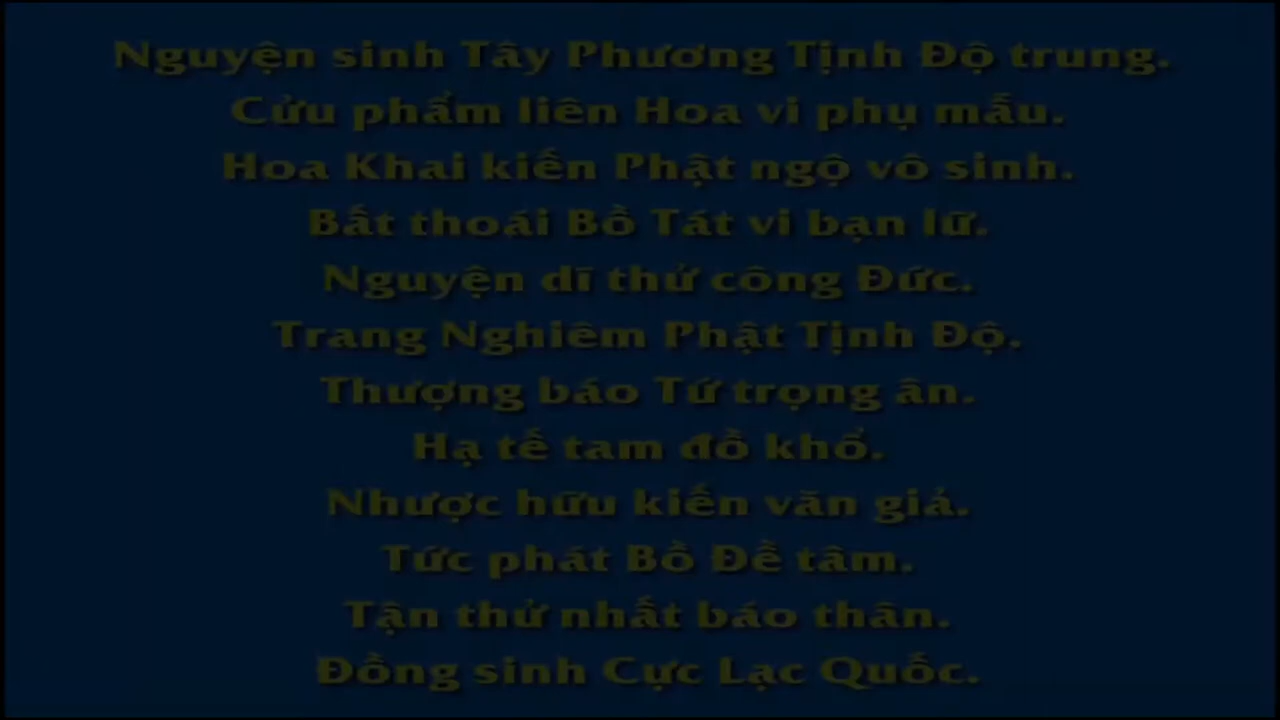 Nguyện sinh Tây Phương Tịnh Độ trung.
Cửu phẩm liên Hoa vi phụ mẫu.
Hoa Khai kiến Phật ngộ vô sinh.
Bất thoái Bồ Tát vi bạn lữ.
Nguyện dĩ thử công Đức.
Trang Nghiêm Phật Tịnh Độ.
Thượng báo Tứ trọng ân.
Hạ tế tam đồ khổ.
Nhược hữu kiến văn giả.
Tức phát Bồ Đề tâm.
Tận thử nhất báo thân.
Đồng sinh Cực Lạc Quốc.